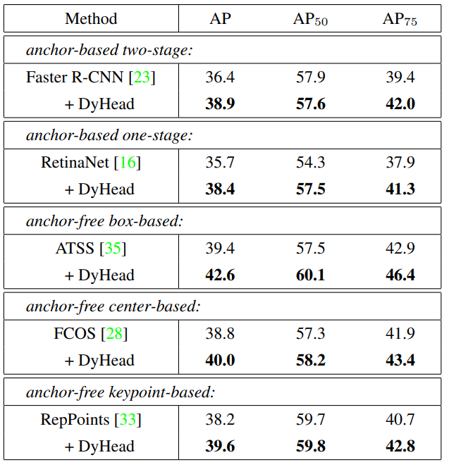 Method AP AP50 AP75
anchor-based two-stage:
Faster R-CNN [23] 36.4 57.9 39.4
+ DyHead 38.9 57.6 42.0
anchor-based one-stage:
RetinaNet [16] 35.7 54.3 37.9
+ DyHead 38.4 57.5 41.3
anchor-free box-based:
ATSS [35] 39.4 57.5 42.9
+ DyHead 42.6 60.1 46.4
anchor-free center-based:
FCOS [28] 38.8 57.3 41.9
+ DyHead 40.0 58.2 43.4
anchor-free keypoint-based:
RepPoints [33] 38.2 59.7 40.7
+ DyHead 39.6 59.8 42.8